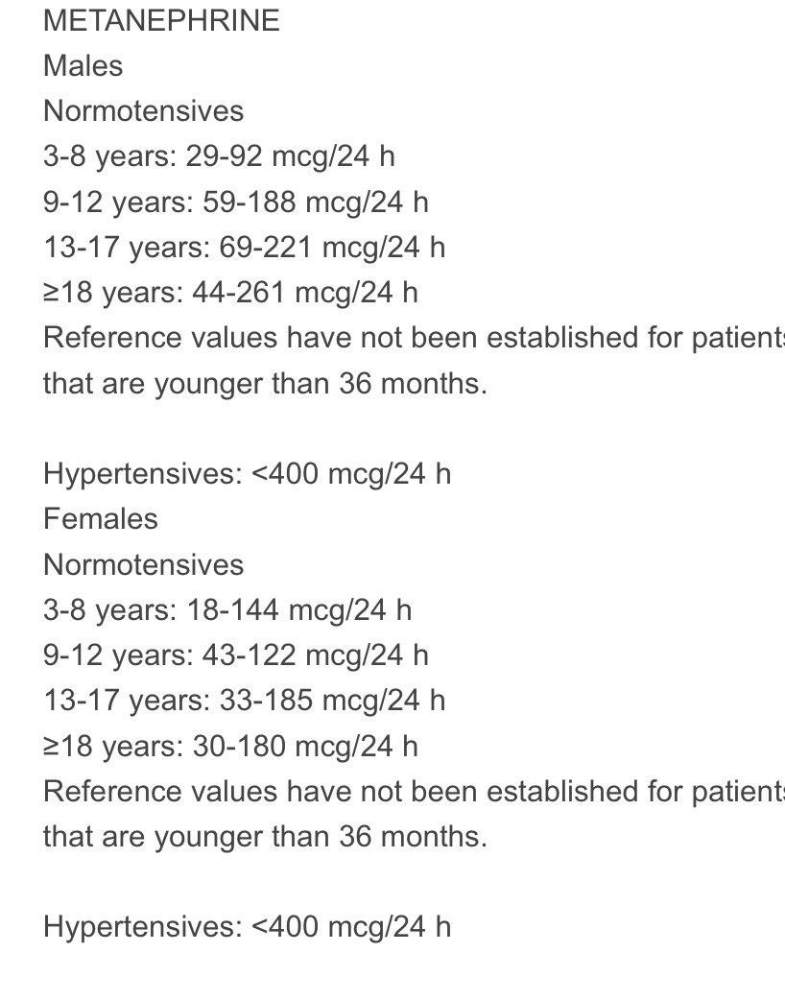 METANEPHRINE
Males
Normotensives
3-8 years: 29-92 mcg/24 h
9-12 years: 59-188 mcg/24 h
13-17 years: 69-221 mcg/24 h
≥18 years: 44-261 mcg/24 h
Reference values have not been established for patients
that are younger than 36 months.
Hypertensives: <400 mcg/24 h
Females
Normotensives
3-8 years: 18-144 mcg/24 h
9-12 years: 43-122 mcg/24 h
13-17 years: 33-185 mcg/24 h
≥18 years: 30-180 mcg/24 h
Reference values have not been established for patients
that are younger than 36 months.
Hypertensives: <400 mcg/24 h